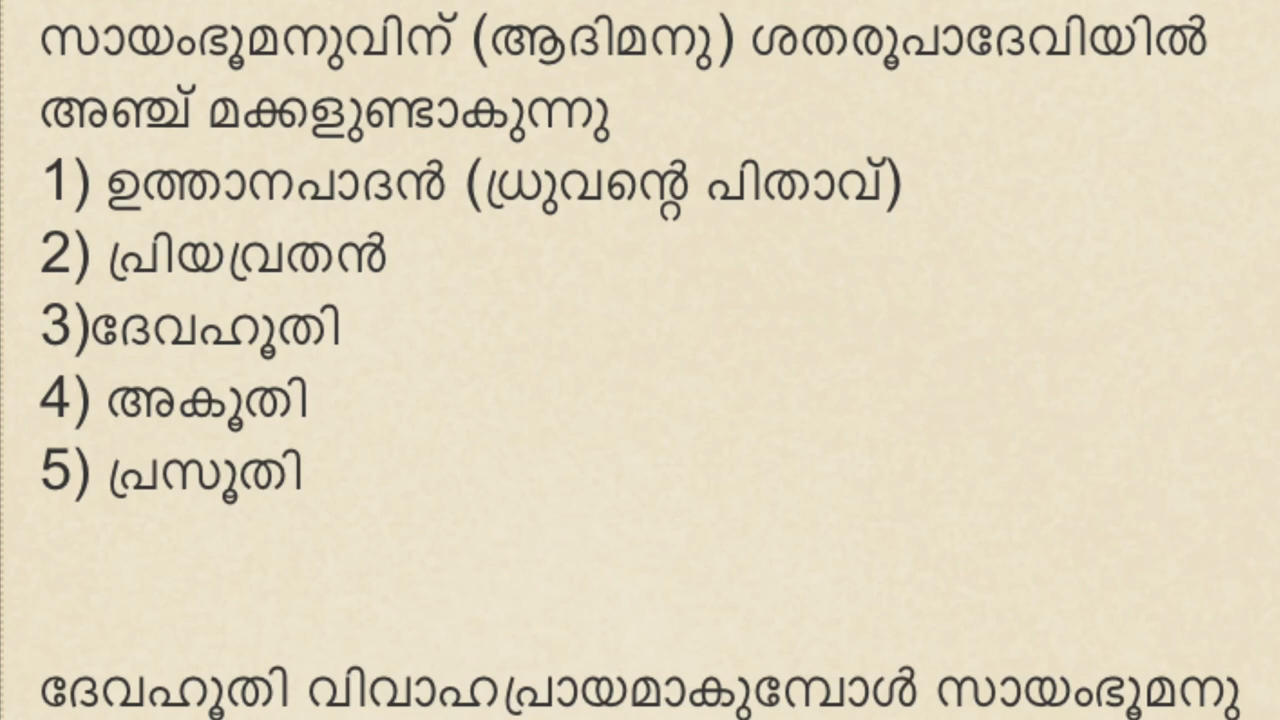 സായംഭൂമനുവിന് (ആദിമനു) ശതരൂപാദേവിയിൽ
അഞ്ച് മക്കളുണ്ടാകുന്നു
1) ഉത്താനപാദൻ (ധ്രുവന്റെ പിതാവ്)
2) പ്രിയവ്രതൻ
3)ദേവഹൂതി
4) അകൂതി
5) പ്രസൂതി
ദേവഹൂതി വിവാഹപ്രായമാകുമ്പോൾ സായംഭൂമനു